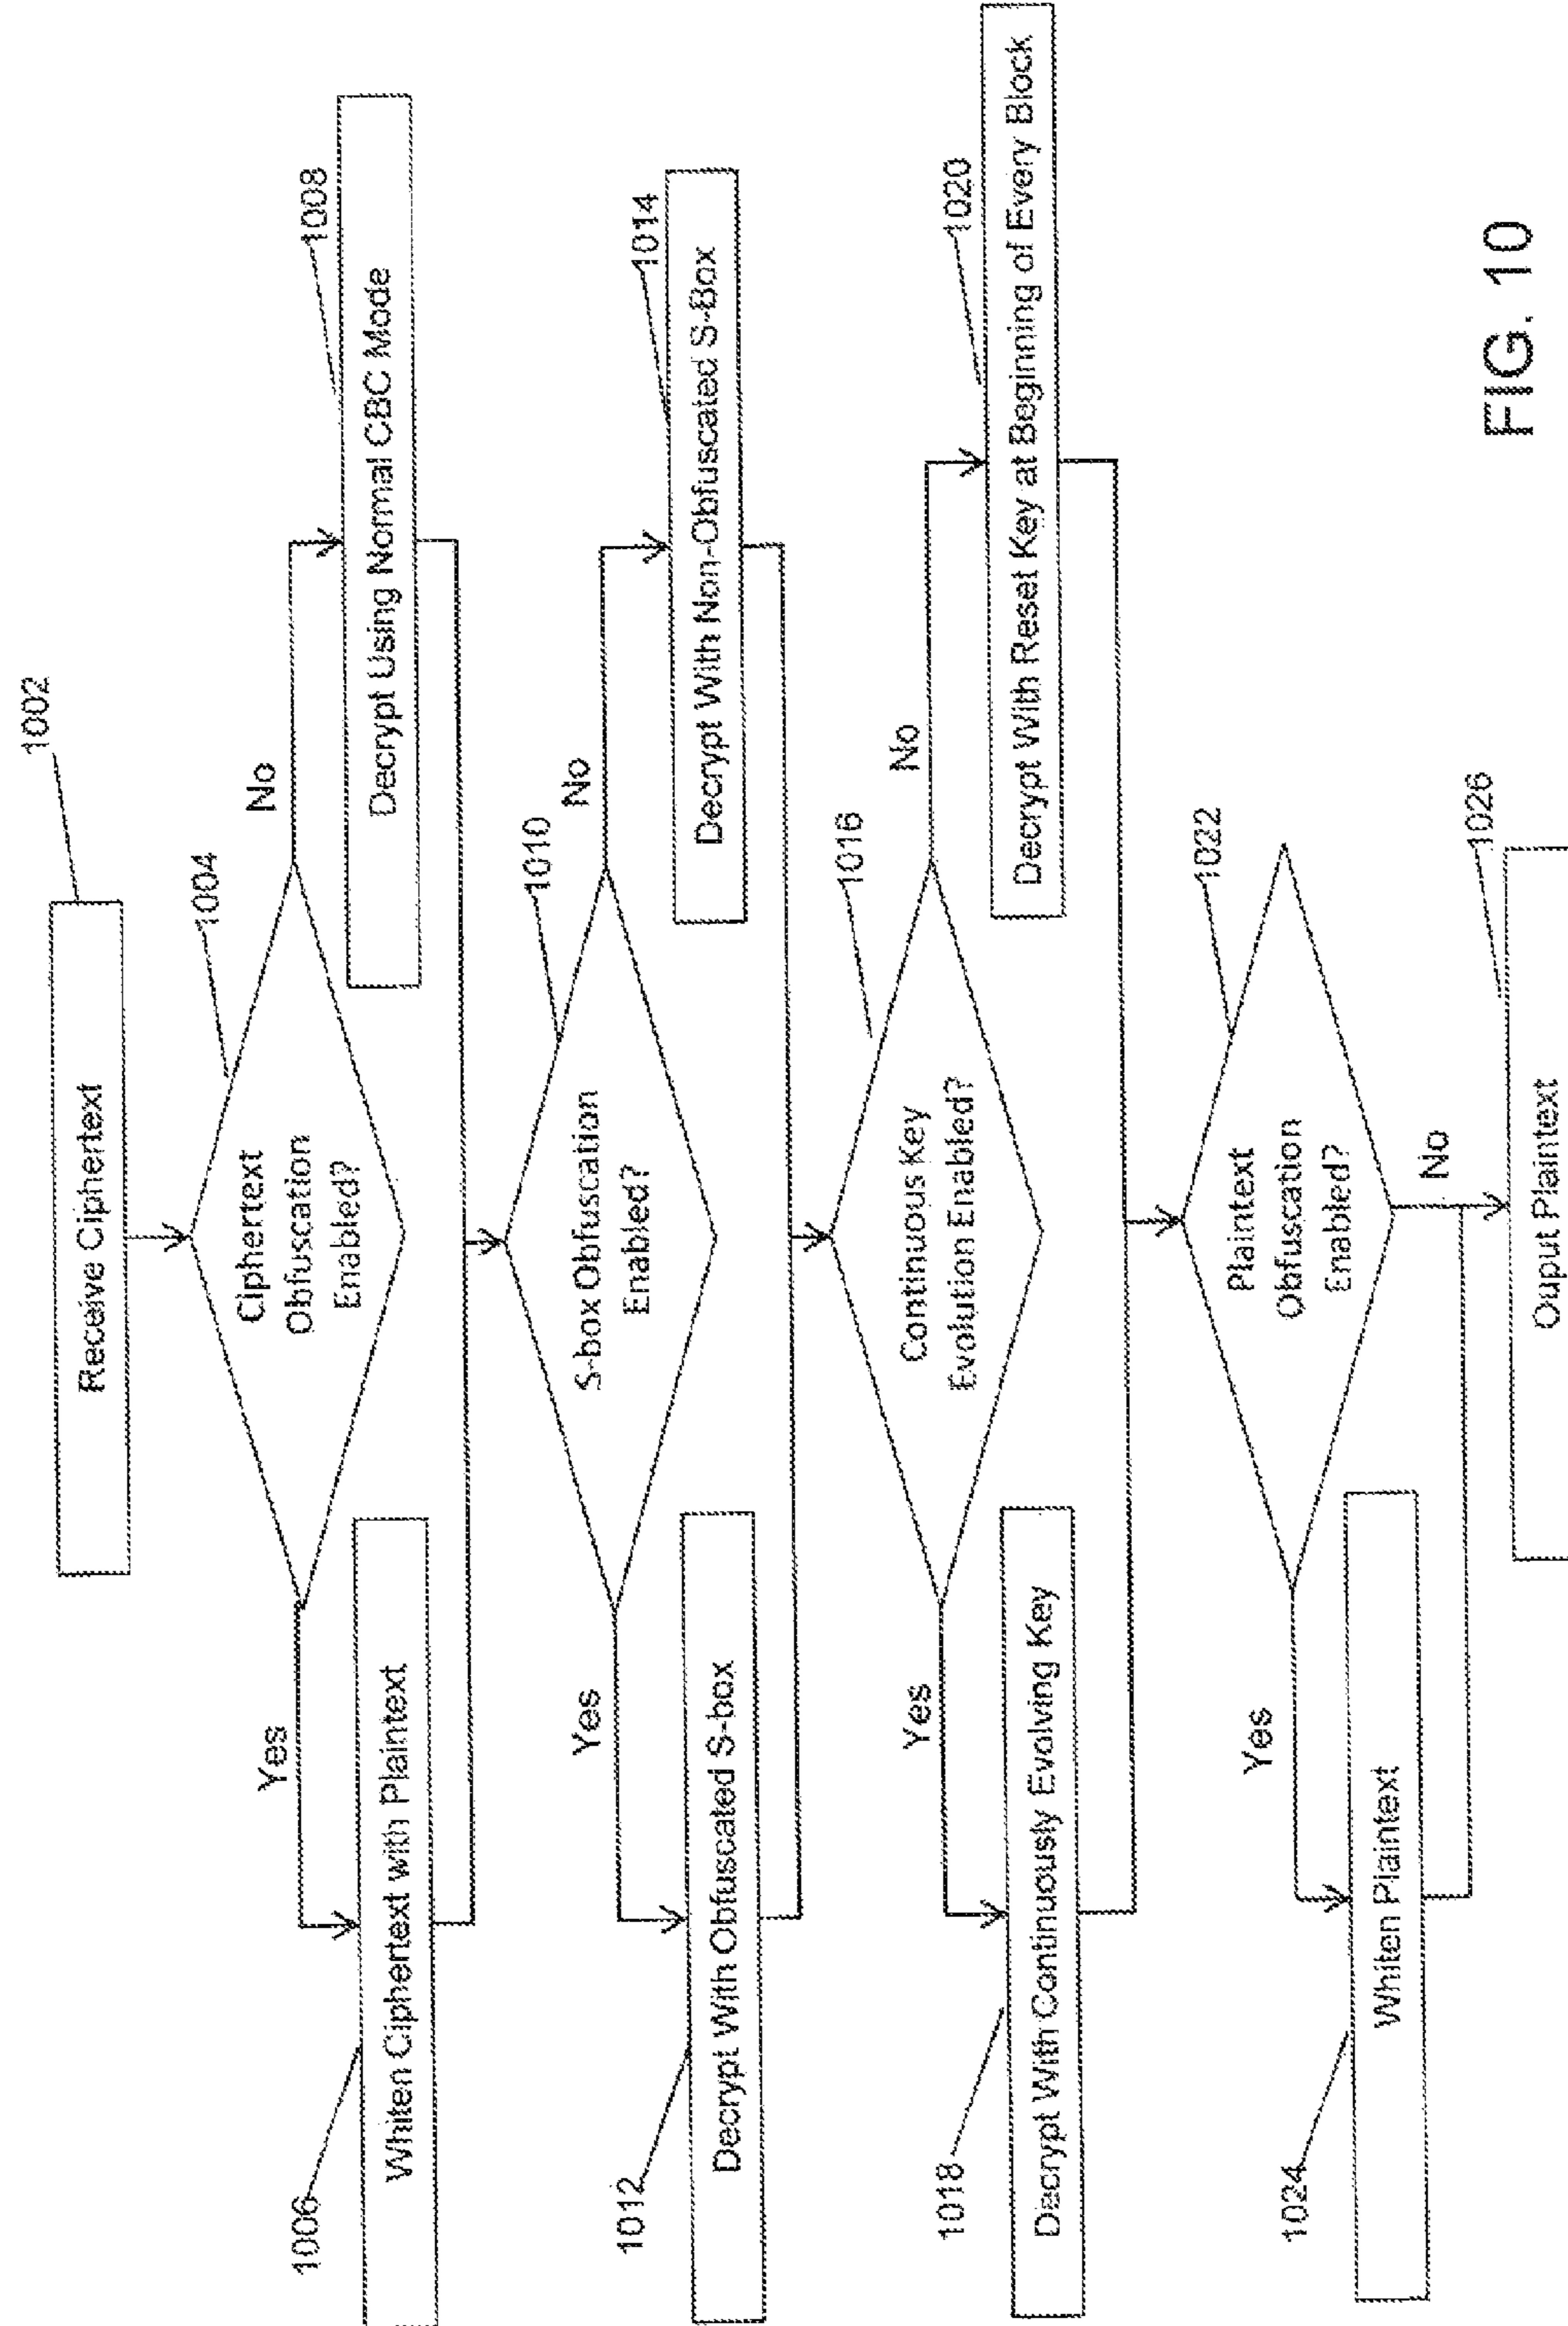 1002
Receive Ciphertext
1004
Ciphertext
Obfuscation
Enabled?
Yes
No
1006
Whiten Ciphertext with Plaintext
1008
Decrypt Using Normal CBC Mode
1010
S-box Obfuscation
Enabled?
Yes
No
1012
Decrypt With Obfuscated S-box
1014
Decrypt With Non-Obfuscated S-Box
1016
Continuous Key
Evolution Enabled?
Yes
No
1018
Decrypt With Continuously Evolving Key
1020
Decrypt With Reset Key at Beginning of Every Block
1022
Plaintext
Obfuscation
Enabled?
Yes
No
1024
Whiten Plaintext
1026
Ouput Plaintext
FIG. 10